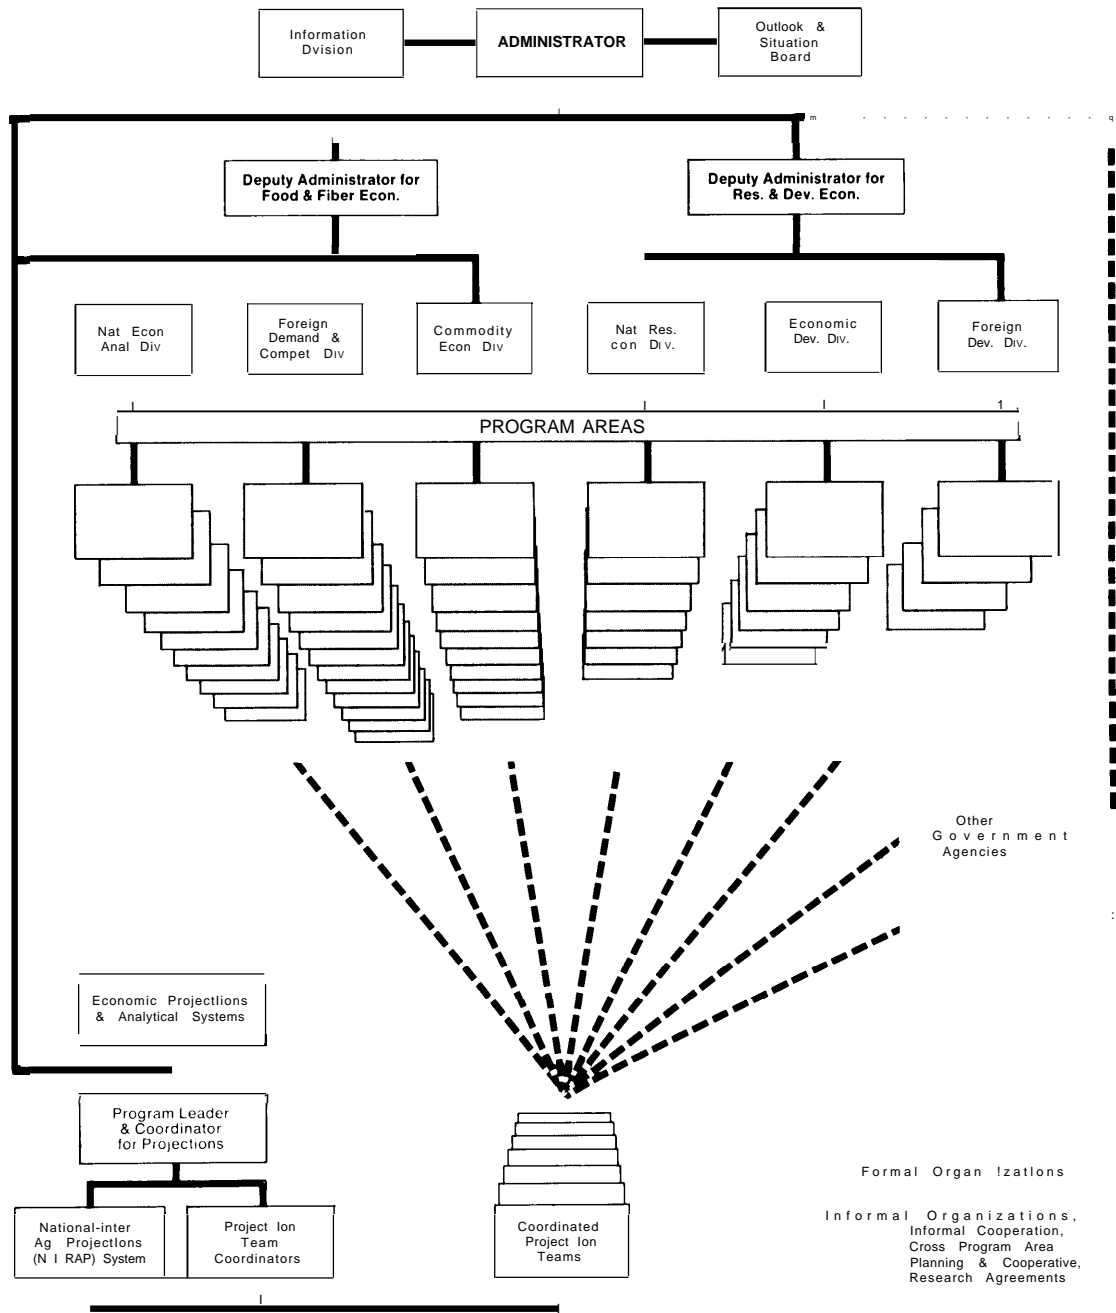 Information
Dvision
ADMINISTRATOR
Outlook &
Situation
Board
Deputy Administrator for
Food & Fiber Econ.
Deputy Administrator for
Res. & Dev. Econ.
Nat Econ
Anal Div
Foreign
Demand &
Compet Div
Commodity
Econ Div
Nat Res.
con Div.
Economic
Dev. Div.
Foreign
Dev. Div.
PROGRAM AREAS
Other
Government
Agencies
Economic Projectlions
& Analytical Systems
Program Leader
& Coordinator
for Projections
National-inter
Ag Projections
(N I RAP) System
Project Ion
Team
Coordinators
Coordinated
Project Ion
Teams
Formal Organ !zatlons
Informal Organizations,
Informal Cooperation,
Cross Program Area
Planning & Cooperative,
Research Agreements